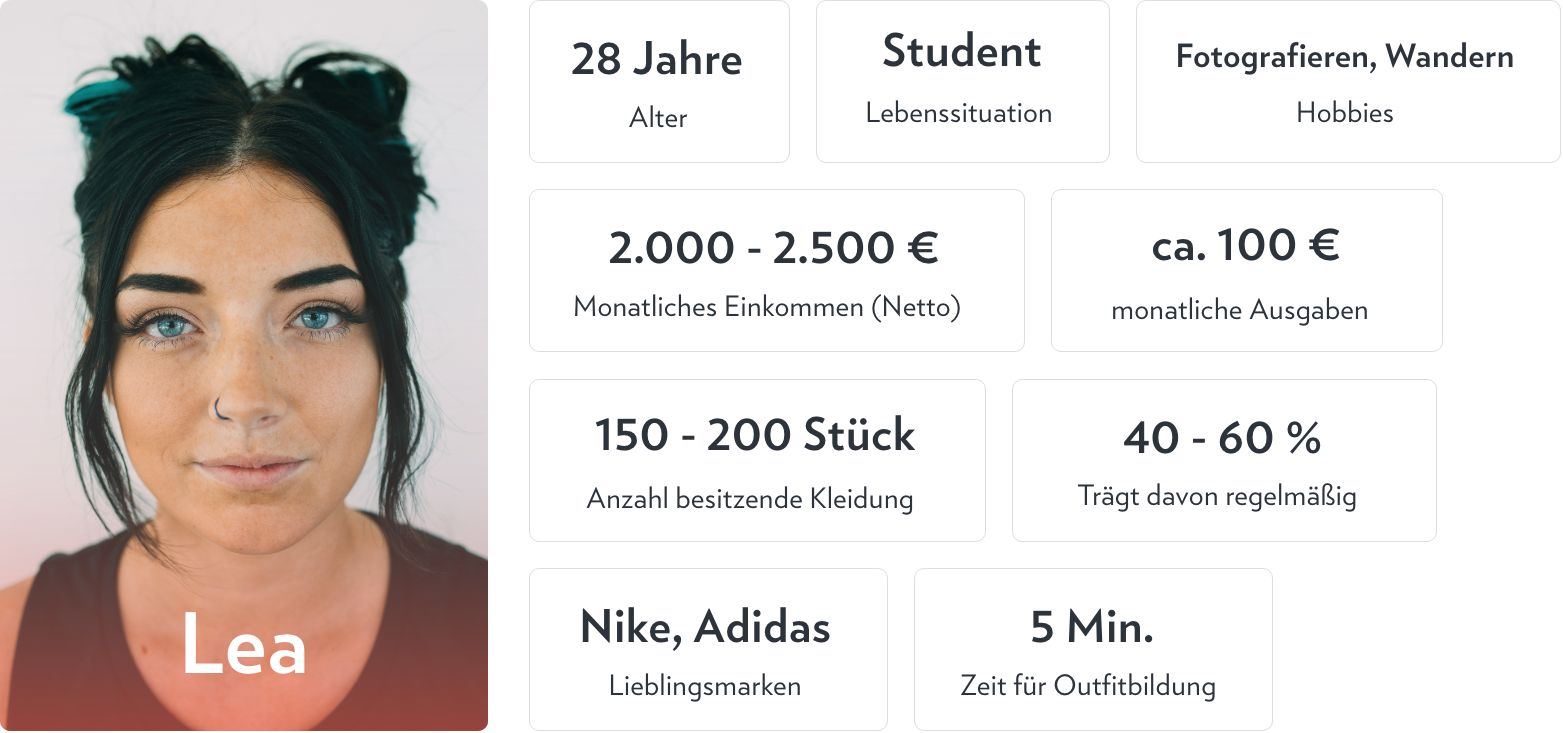 28 Jahre
Alter
Student
Lebenssituation
Fotografieren, Wandern
Hobbies
2.000 - 2.500 €
Monatliches Einkommen (Netto)
ca. 100 €
monatliche Ausgaben
150 - 200 Stück
Anzahl besitzende Kleidung
40 - 60 %
Trägt davon regelmäßig
Lea
Nike, Adidas
Lieblingsmarken
5 Min.
Zeit für Outfitbildung